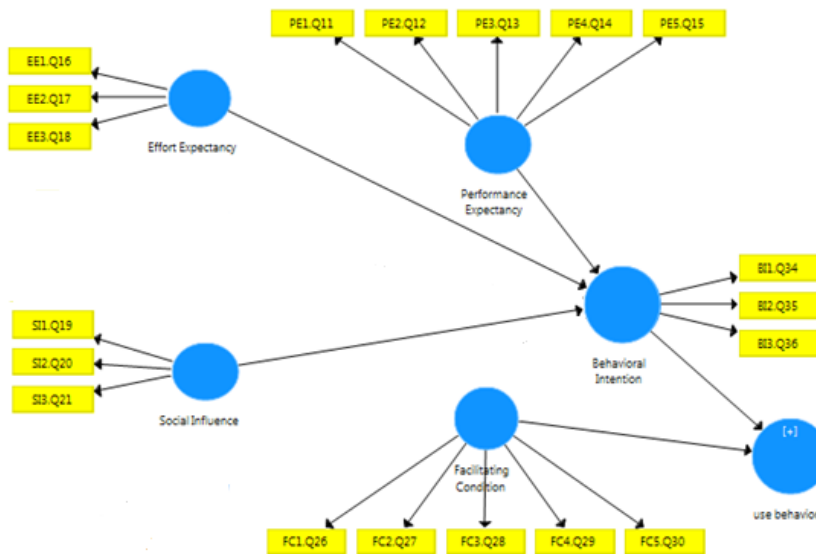 PE1.Q11
PE2.Q12
PE3.Q13
PE4.Q14
PE5.Q15
EE1.Q16
EE2.Q17
EE3.Q18
Effort Expectancy
Performance
Expectancy
BI1.Q34
BI2.Q35
BI3.Q36
Behavioral
Intention
SI1.Q19
SI2.Q20
SI3.Q21
Social Influence
Facilitating
Condition
[+]
use behavior
FC1.Q26
FC2.Q27
FC3.Q28
FC4.Q29
FC5.Q30